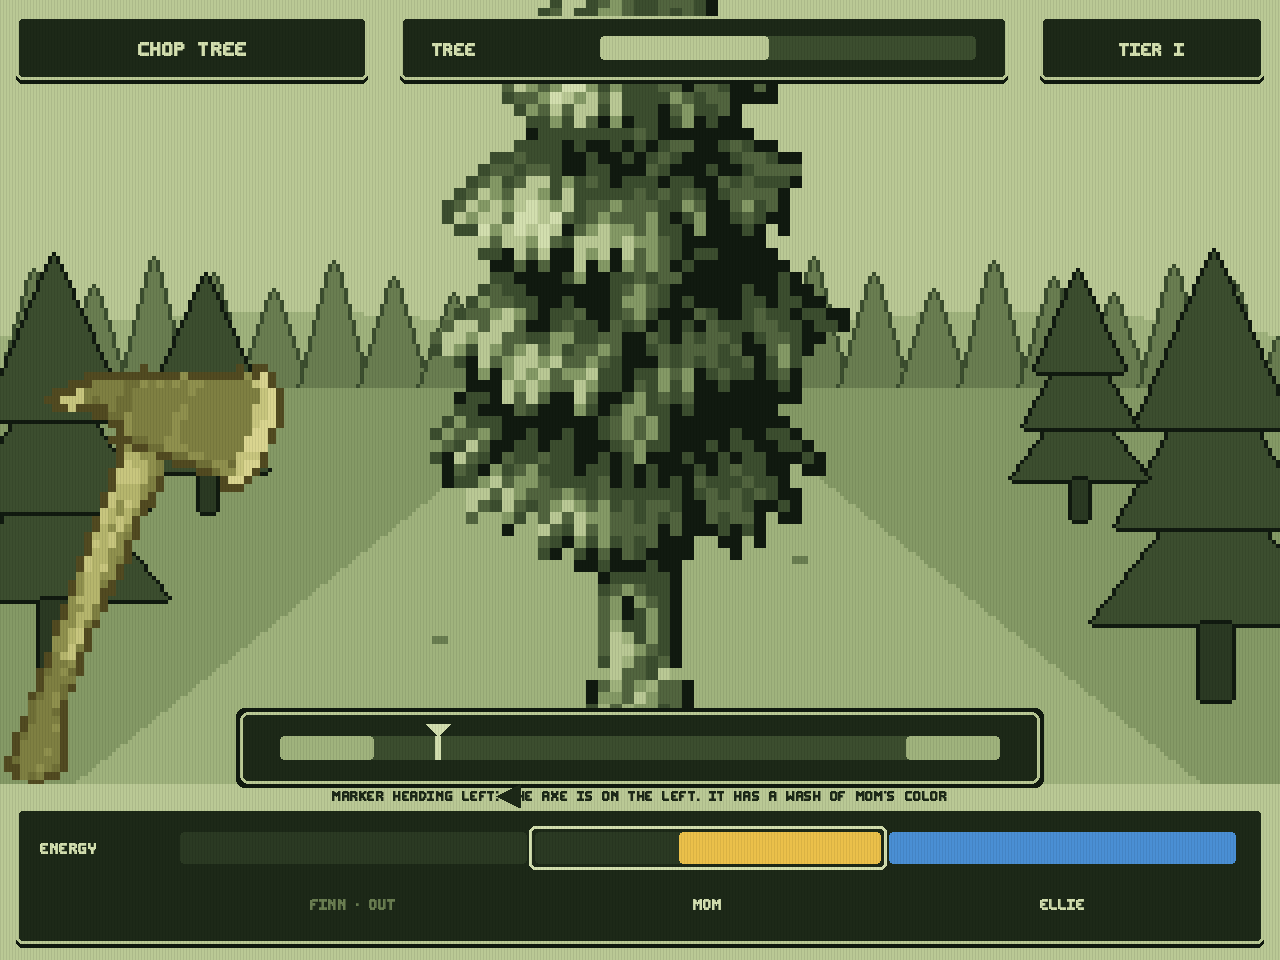 CHOP TREE
TREE
TIER I
MARKER HEADING LEFT: HE AXE IS ON THE LEFT. IT HAS A WASH OF MOM'S COLOR
ENERGY
FINN · OUT
MOM
ELLIE